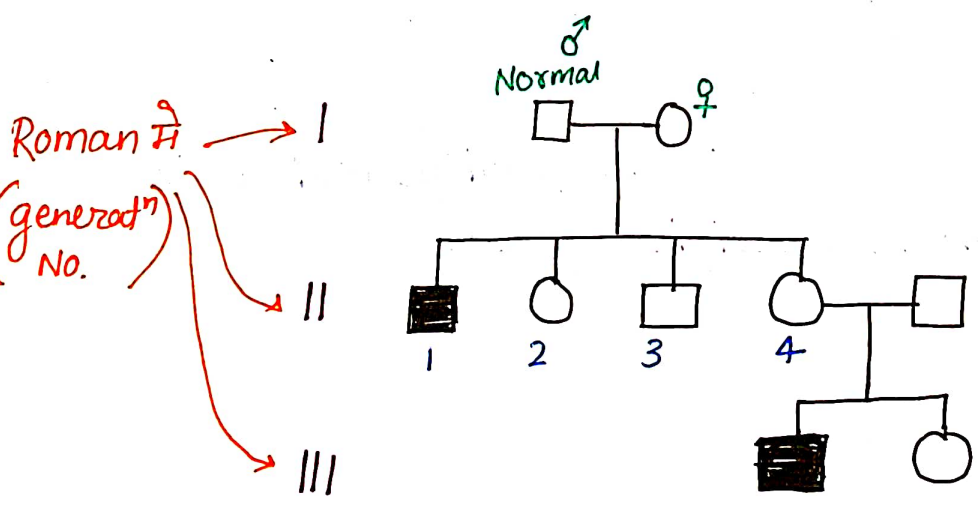 ♂
Normal
♀
Roman में
I
(generatⁿ
No.)
II
1 2 3 4
III